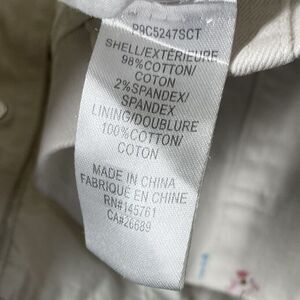 P9C5247SCT
SHELL/EXTÉRIEURE
98%COTTON/
COTON
2%SPANDEX/
SPANDEX
LINING/DOUBLURE
100%COTTON/
COTON
MADE IN CHINA
FABRIQUÉ EN CHINE
RN#145761
CA#26689